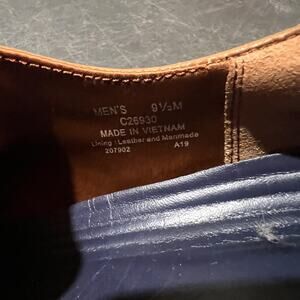 MEN'S 9½M
C26930
MADE IN VIETNAM
Lining : Leather and Manmade
207902 A19